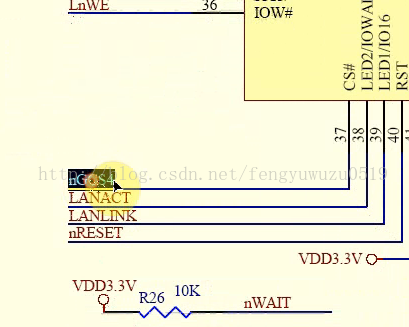 LnWE
36
IOW#
CS#
LED2/IOWAI
LED1/IO16
RST
37
38
39
40
http://blog.csdn.net/fengyuwuzu0519
nGCS4
LANACT
LANLINK
nRESET
VDD3.3V
VDD3.3V
R26 10K
nWAIT